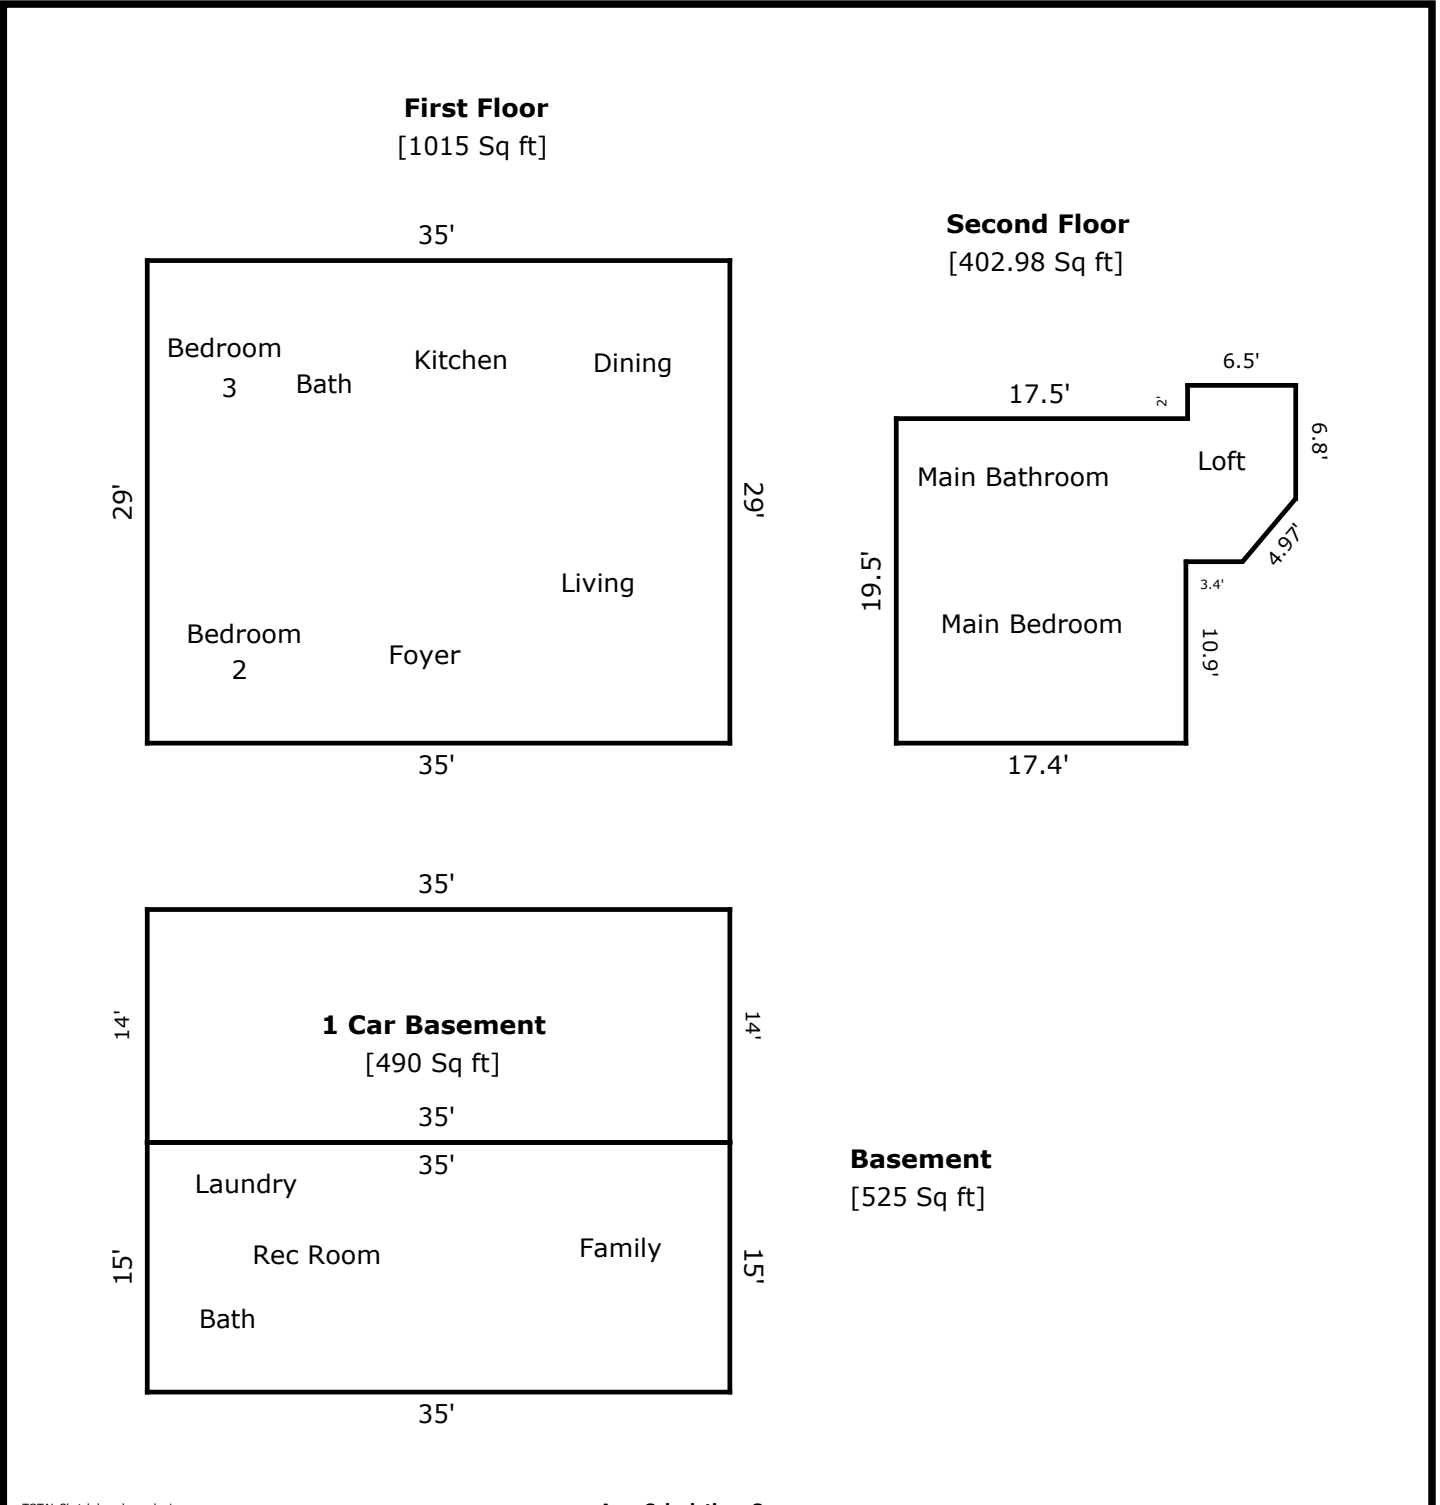 First Floor
[1015 Sq ft]
35'
Bedroom
3
Bath
Kitchen
Dining
29'
29'
Living
Bedroom
2
Foyer
35'
Second Floor
[402.98 Sq ft]
6.5'
17.5'
2'
6.8'
Loft
Main Bathroom
4.97'
19.5'
3.4'
Main Bedroom
10.9'
17.4'
35'
14'
14'
1 Car Basement
[490 Sq ft]
35'
35'
Laundry
Basement
[525 Sq ft]
15'
Rec Room
Family
15'
Bath
35'